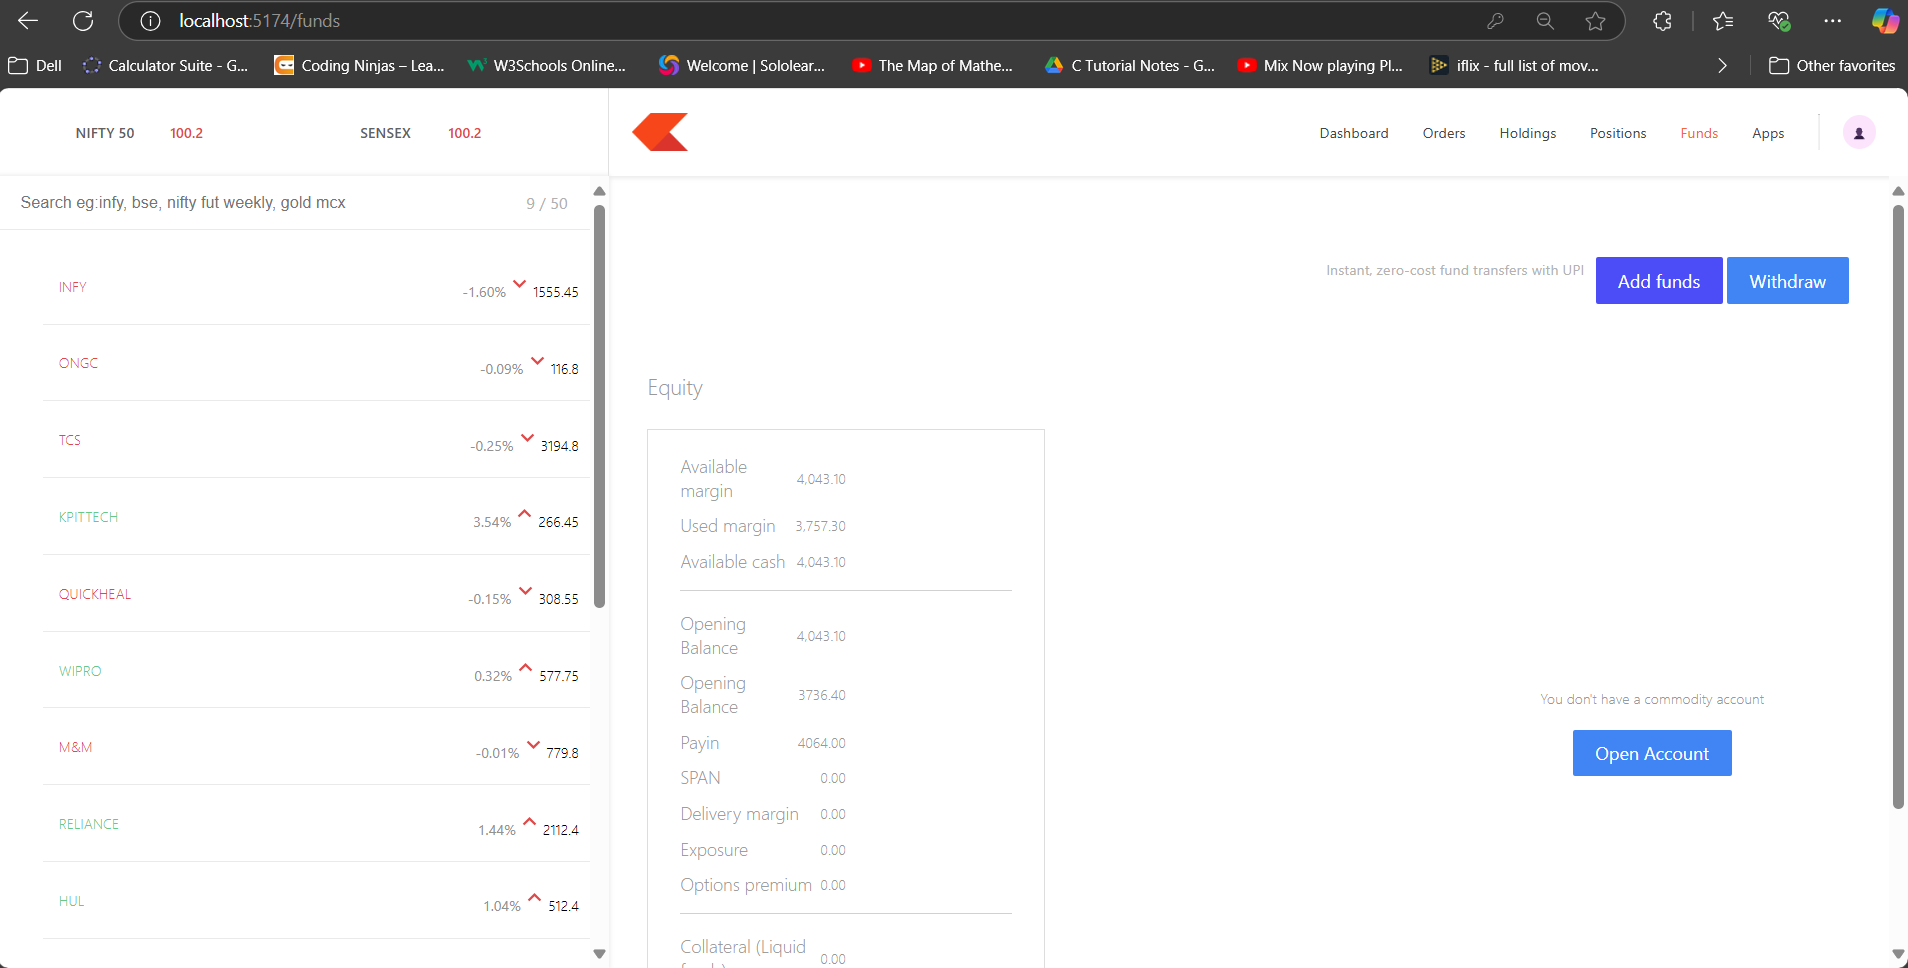 localhost:5174/funds
Dell
Calculator Suite - G...
Coding Ninjas – Lea...
W3Schools Online...
Welcome | Sololear...
The Map of Mathe...
C Tutorial Notes - G...
Mix Now playing Pl...
iflix - full list of mov...
Other favorites
NIFTY 50 100.2 SENSEX 100.2
Dashboard Orders Holdings Positions Funds Apps
Search eg:infy, bse, nifty fut weekly, gold mcx 9 / 50
INFY -1.60% 1555.45
ONGC -0.09% 116.8
TCS -0.25% 3194.8
KPITTECH 3.54% 266.45
QUICKHEAL -0.15% 308.55
WIPRO 0.32% 577.75
M&M -0.01% 779.8
RELIANCE 1.44% 2112.4
HUL 1.04% 512.4
Instant, zero-cost fund transfers with UPI Add funds Withdraw
Equity
Available
margin 4,043.10
Used margin 3,757.30
Available cash 4,043.10
Opening
Balance 4,043.10
Opening
Balance 3736.40
Payin 4064.00
SPAN 0.00
Delivery margin 0.00
Exposure 0.00
Options premium 0.00
Collateral (Liquid
0.00
You don't have a commodity account
Open Account